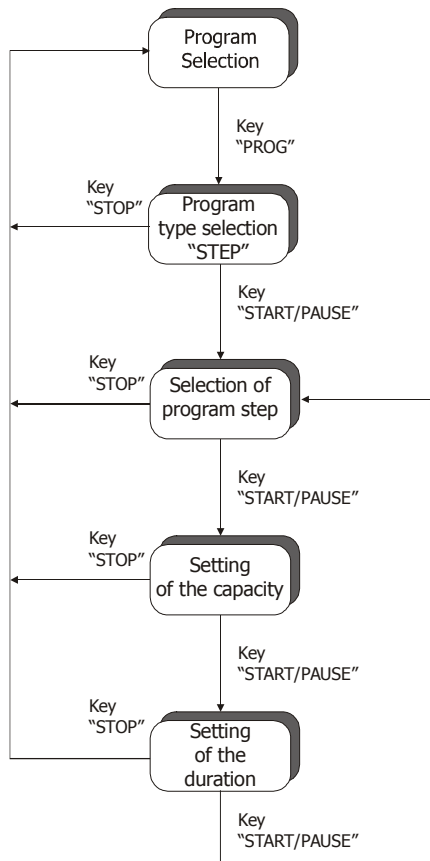 Program
Selection
Key
“PROG”
Key
“STOP”
Program
type selection
“STEP”
Key
“START/PAUSE”
Key
“STOP”
Selection of
program step
Key
“START/PAUSE”
Key
“STOP”
Setting
of the capacity
Key
“START/PAUSE”
Key
“STOP”
Setting
of the
duration
Key
“START/PAUSE”